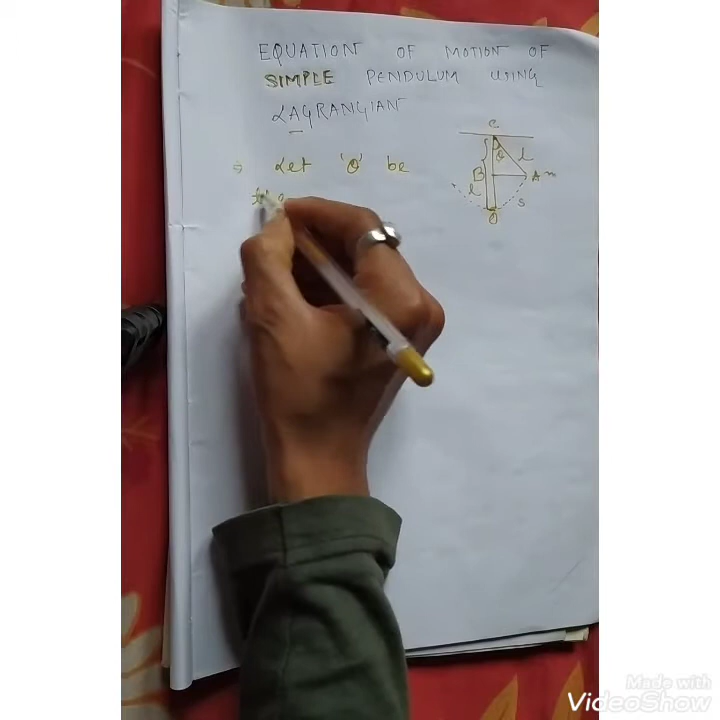 EQUATION OF MOTION OF
SIMPLE PENDULUM USING
LAGRANGIAN
C
θ l
B A m
l
S
O
⇒ Let 'θ' be
Made with
VideoShow